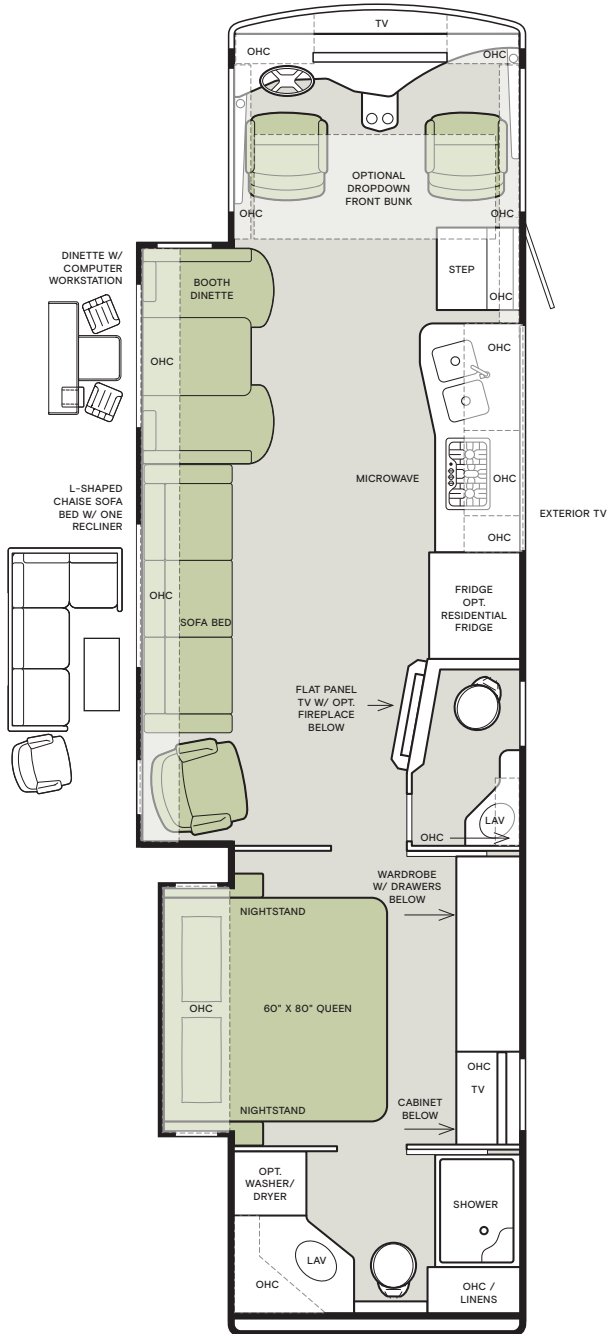 TV
OHC
OHC
OPTIONAL
DROPDOWN
FRONT BUNK
OHC
OHC
DINETTE W/
COMPUTER
WORKSTATION
BOOTH
DINETTE
STEP
OHC
OHC
OHC
MICROWAVE
OHC
EXTERIOR TV
OHC
L-SHAPED
CHAISE SOFA
BED W/ ONE
RECLINER
OHC
SOFA BED
FRIDGE
OPT.
RESIDENTIAL
FRIDGE
FLAT PANEL
TV W/ OPT.
FIREPLACE
BELOW
LAV
OHC
WARDROBE
W/ DRAWERS
BELOW
NIGHTSTAND
OHC
60" X 80" QUEEN
OHC
TV
CABINET
BELOW
NIGHTSTAND
OPT.
WASHER/
DRYER
SHOWER
LAV
OHC
OHC /
LINENS